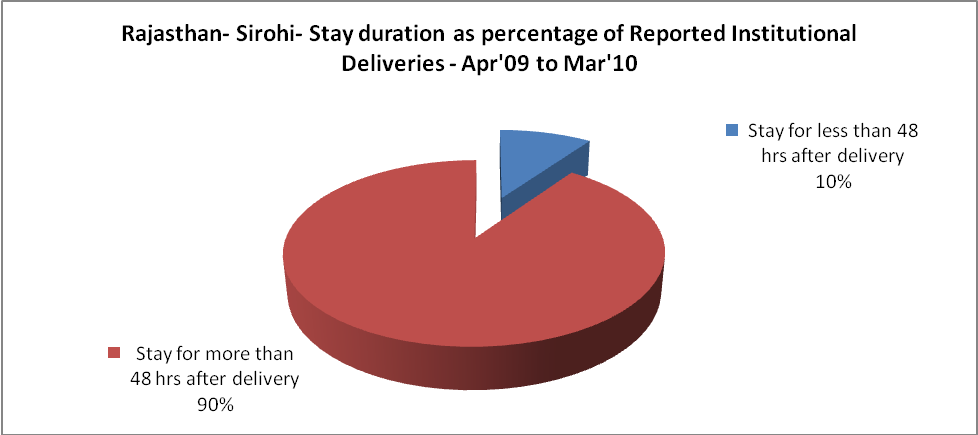 Rajasthan- Sirohi- Stay duration as percentage of Reported Institutional
Deliveries - Apr'09 to Mar'10
Stay for less than 48
hrs after delivery
10%
Stay for more than
48 hrs after delivery
90%